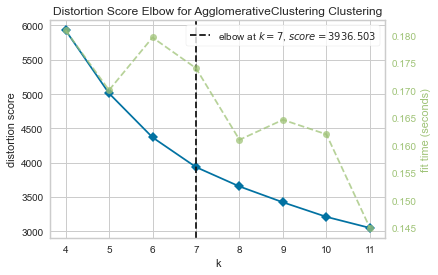 Distortion Score Elbow for AgglomerativeClustering Clustering
elbow at k = 7, score = 3936.503
distortion score
6000
5500
5000
4500
4000
3500
3000
0.180
0.175
0.170
0.165
0.160
0.155
0.150
0.145
fit time (seconds)
4 5 6 7 8 9 10 11
k